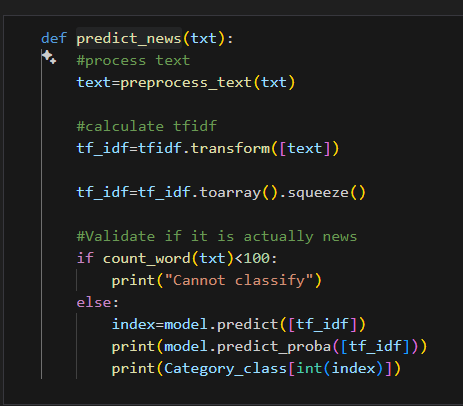 def predict_news(txt):
    #process text
    text=preprocess_text(txt)
    #calculate tfidf
    tf_idf=tfidf.transform([text])
    tf_idf=tf_idf.toarray().squeeze()
    #Validate if it is actually news
    if count_word(txt)<100:
        print("Cannot classify")
    else:
        index=model.predict([tf_idf])
        print(model.predict_proba([tf_idf]))
        print(Category_class[int(index)])